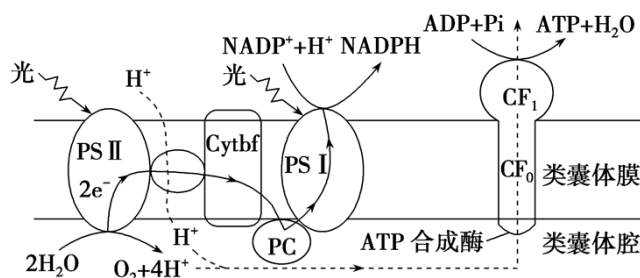 ADP+Pi ATP+H₂O
NADP⁺+H⁺ NADPH
光 H⁺ 光
CF₁
PSⅡ Cytbf PSⅠ
2e⁻ CF₀ 类囊体膜
H⁺ PC ATP 合成酶 类囊体腔
2H₂O O₂+4H⁺